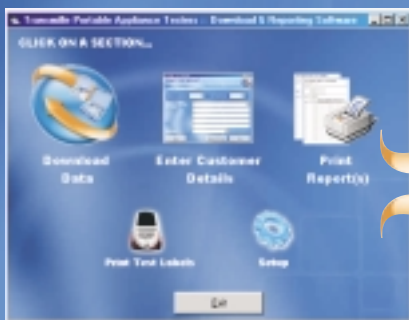 Transmille Portable Appliance Testers :: Download & Reporting Software
CLICK ON A SECTION...
Download
Data
Enter Customer
Details
Print
Report(s)
Print Test Labels
Setup
Exit